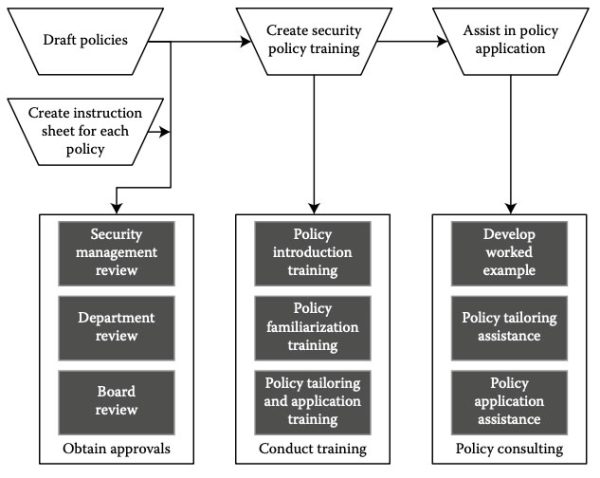 Draft policies
Create security
policy training
Assist in policy
application
Create instruction
sheet for each
policy
Security
management
review
Department
review
Board
review
Obtain approvals
Policy
introduction
training
Policy
familiarization
training
Policy tailoring
and application
training
Conduct training
Develop
worked
example
Policy tailoring
assistance
Policy
application
assistance
Policy consulting